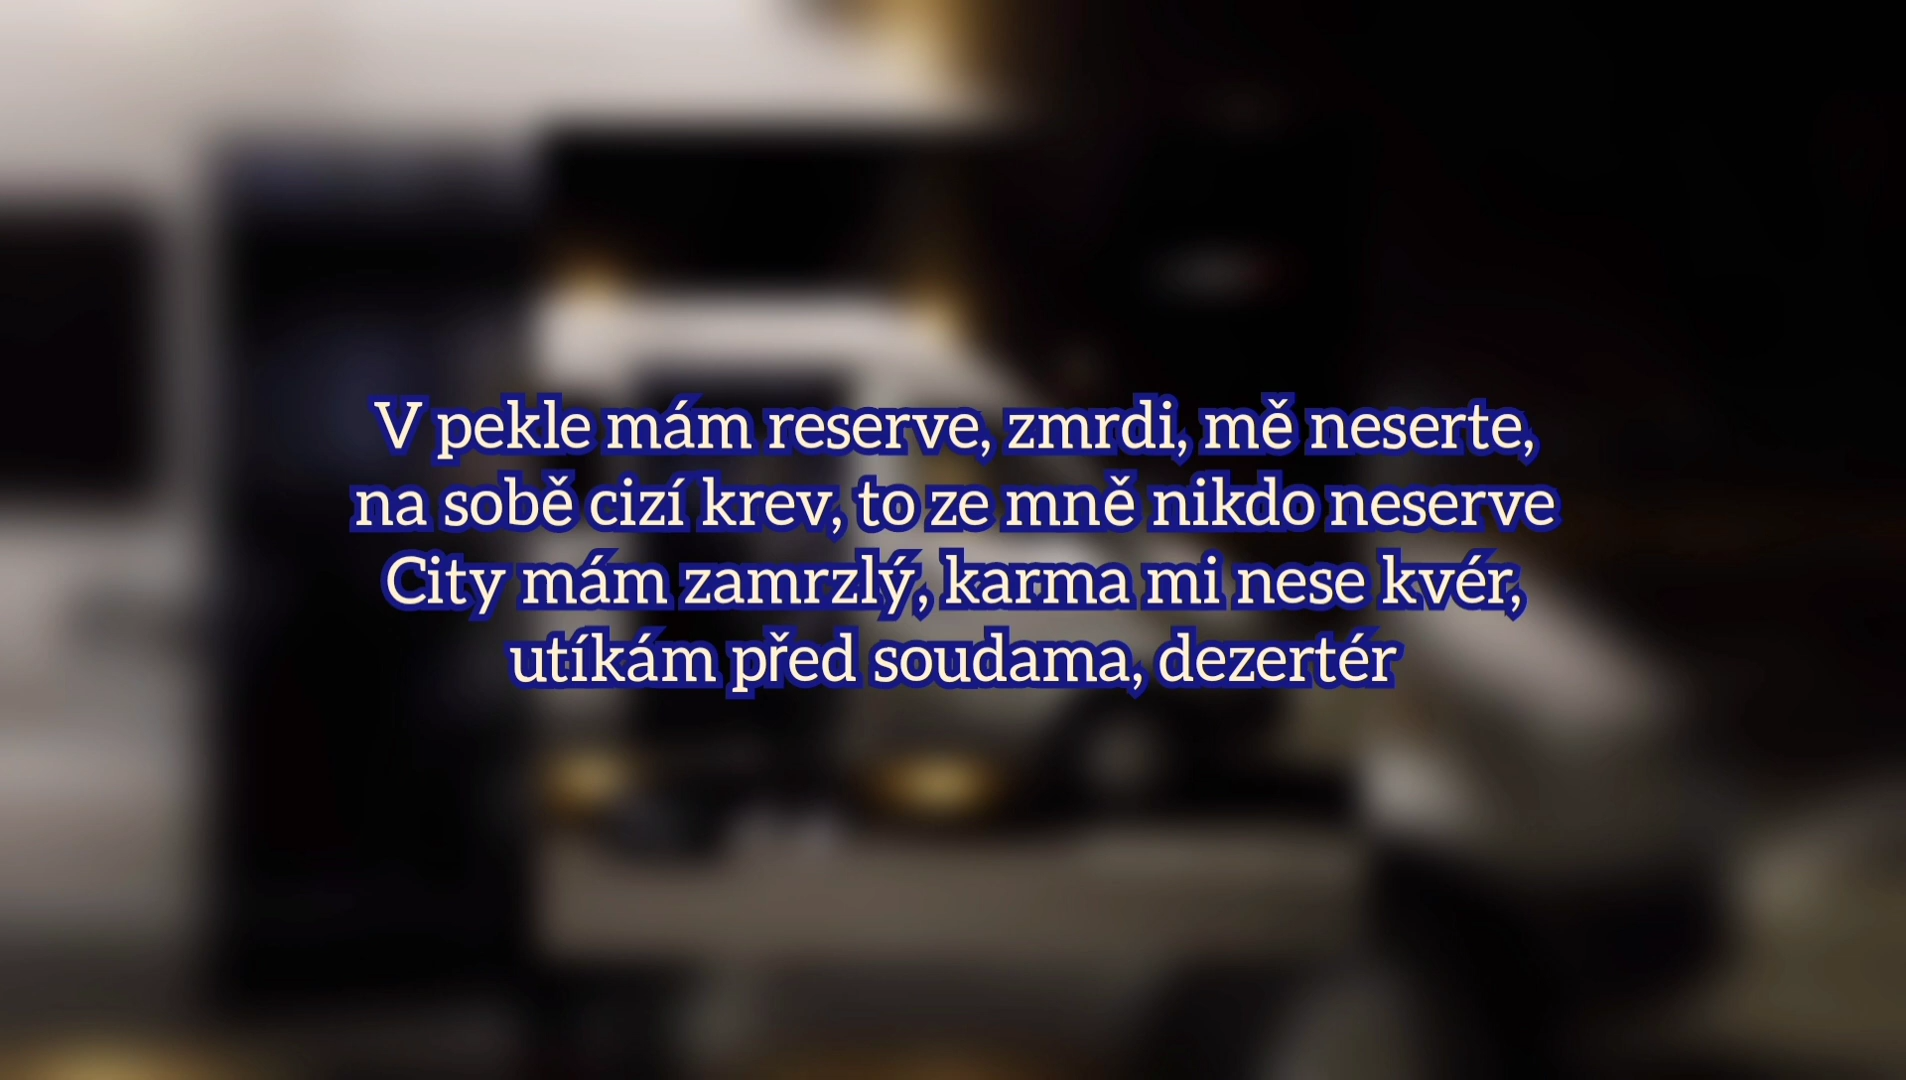 V pekle mám reserve, zmrdi, mě neserte,
na sobě cizí krev, to ze mně nikdo neserve
City mám zamrzlý, karma mi nese kvér,
utíkám před soudama, dezertér